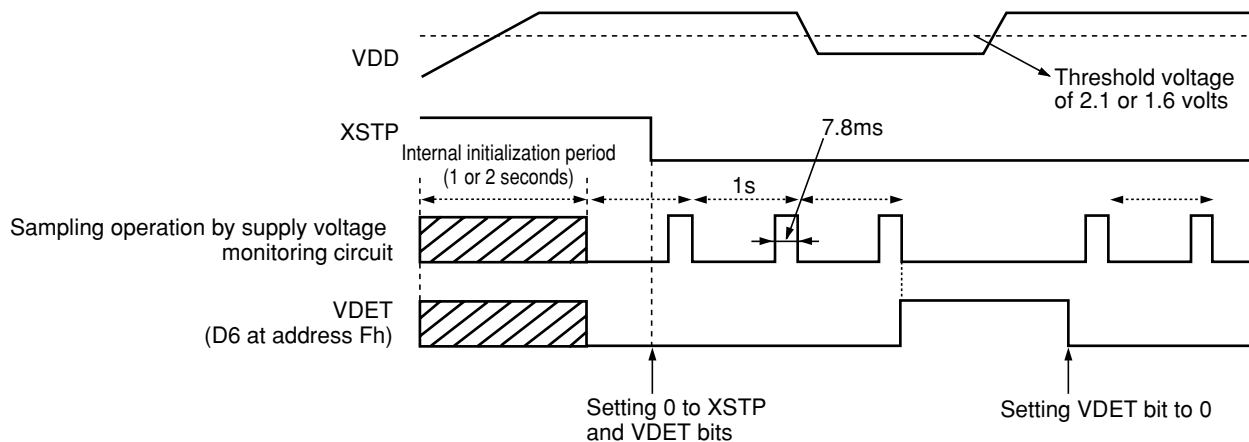 VDD
Threshold voltage
of 2.1 or 1.6 volts
XSTP
7.8ms
Internal initialization period
(1 or 2 seconds)
1s
Sampling operation by supply voltage
monitoring circuit
VDET
(D6 at address Fh)
Setting 0 to XSTP
and VDET bits
Setting VDET bit to 0